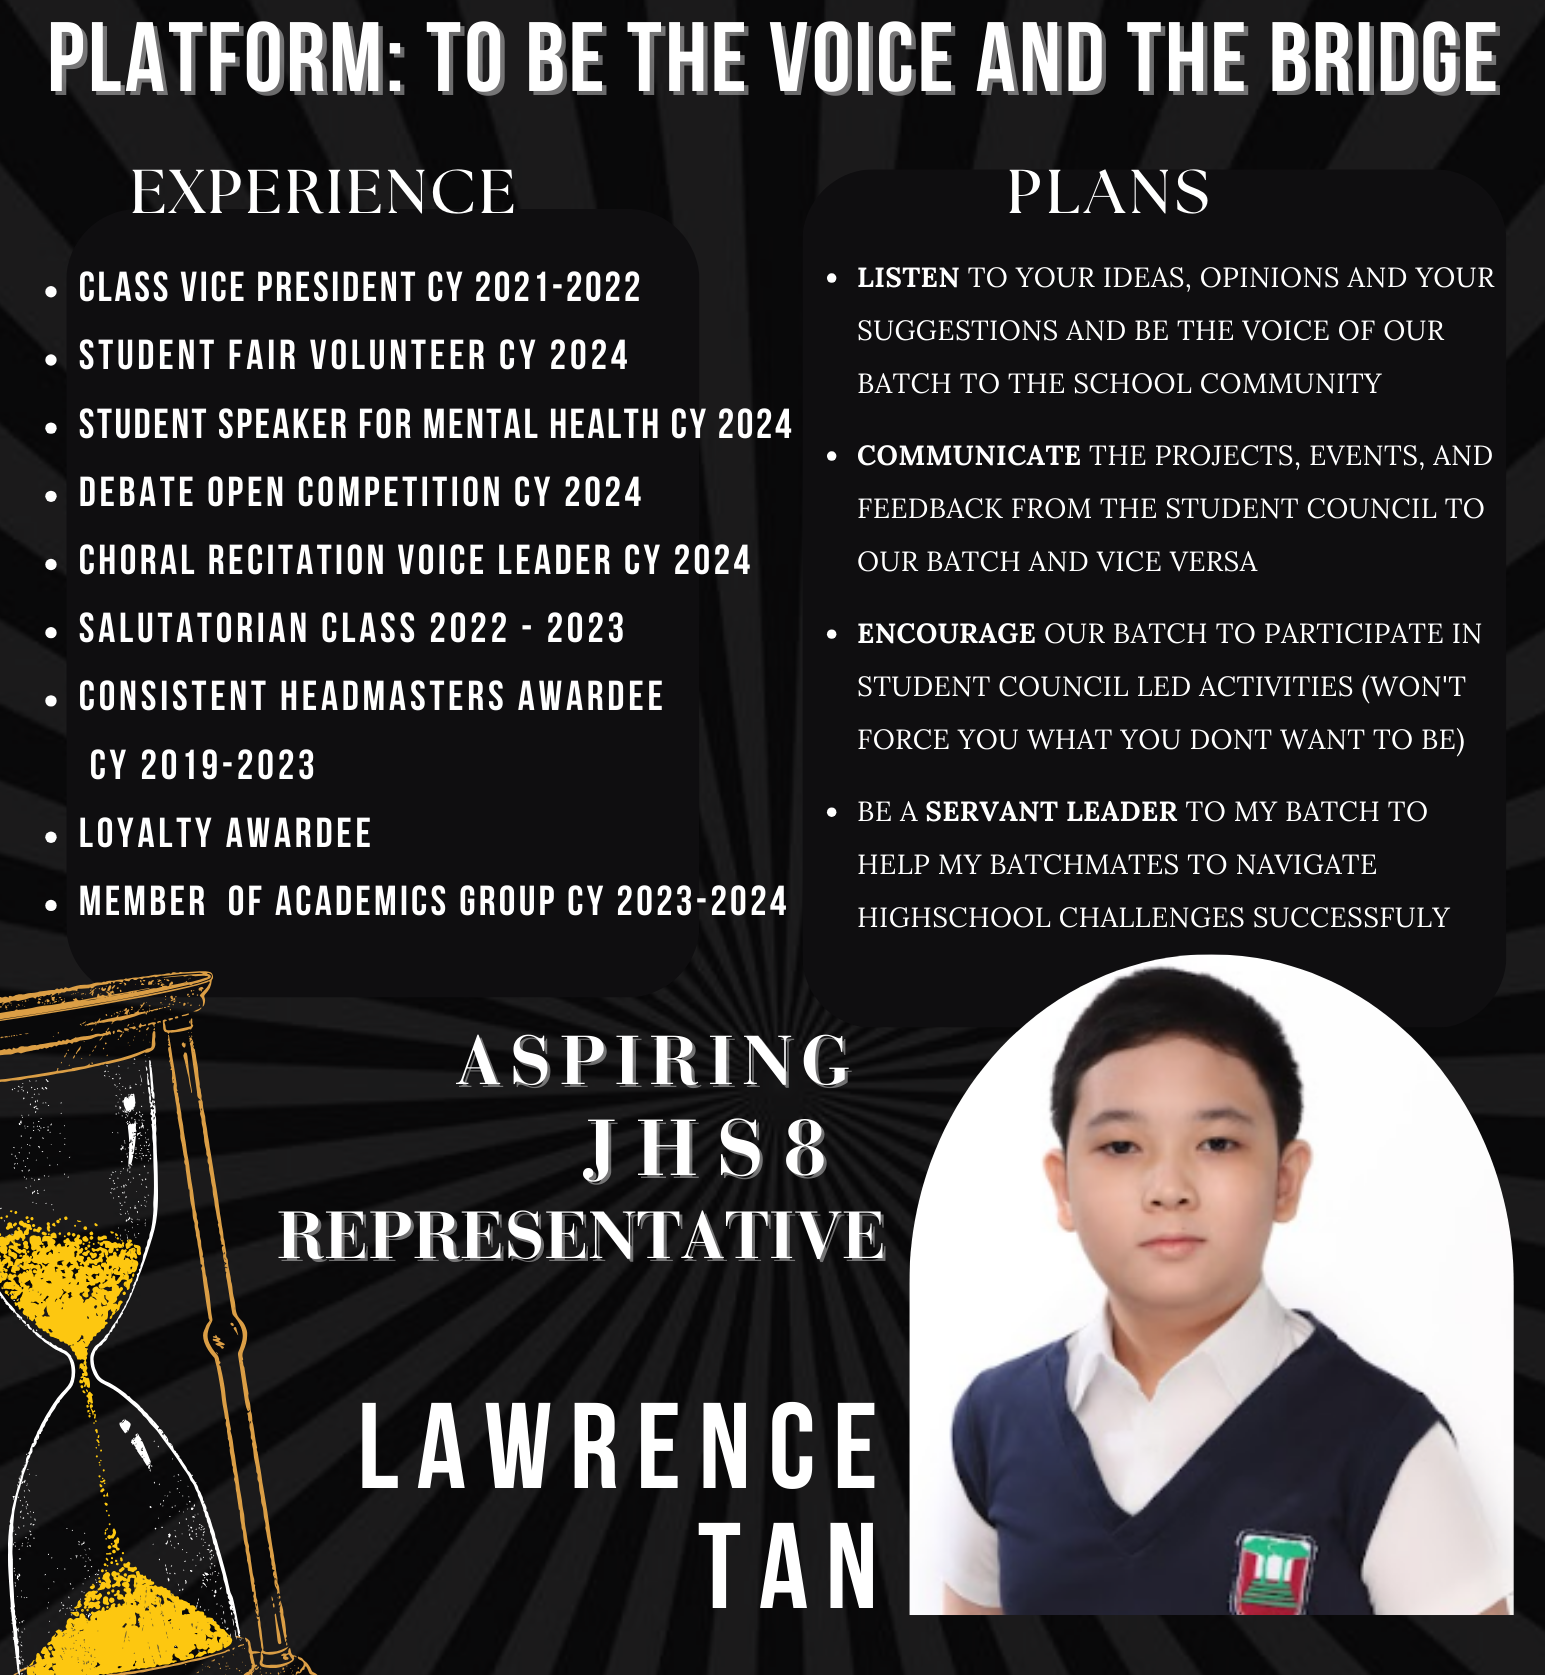 PLATFORM: TO BE THE VOICE AND THE BRIDGE
EXPERIENCE
• CLASS VICE PRESIDENT CY 2021-2022
• STUDENT FAIR VOLUNTEER CY 2024
• STUDENT SPEAKER FOR MENTAL HEALTH CY 2024
• DEBATE OPEN COMPETITION CY 2024
• CHORAL RECITATION VOICE LEADER CY 2024
• SALUTATORIAN CLASS 2022 - 2023
• CONSISTENT HEADMASTERS AWARDEE
CY 2019-2023
• LOYALTY AWARDEE
• MEMBER OF ACADEMICS GROUP CY 2023-2024
PLANS
• LISTEN TO YOUR IDEAS, OPINIONS AND YOUR
SUGGESTIONS AND BE THE VOICE OF OUR
BATCH TO THE SCHOOL COMMUNITY
• COMMUNICATE THE PROJECTS, EVENTS, AND
FEEDBACK FROM THE STUDENT COUNCIL TO
OUR BATCH AND VICE VERSA
• ENCOURAGE OUR BATCH TO PARTICIPATE IN
STUDENT COUNCIL LED ACTIVITIES (WON'T
FORCE YOU WHAT YOU DONT WANT TO BE)
• BE A SERVANT LEADER TO MY BATCH TO
HELP MY BATCHMATES TO NAVIGATE
HIGHSCHOOL CHALLENGES SUCCESSFULY
ASPIRING
JHS8
REPRESENTATIVE
LAWRENCE
TAN